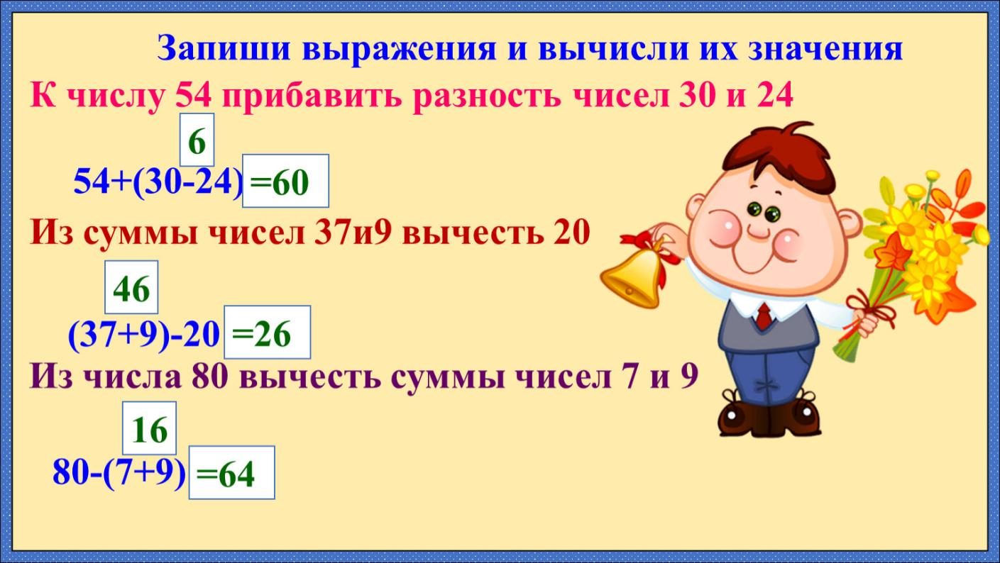 Запиши выражения и вычисли их значения
К числу 54 прибавить разность чисел 30 и 24
6
54+(30-24) =60
Из суммы чисел 37и9 вычесть 20
46
(37+9)-20 =26
Из числа 80 вычесть суммы чисел 7 и 9
16
80-(7+9) =64